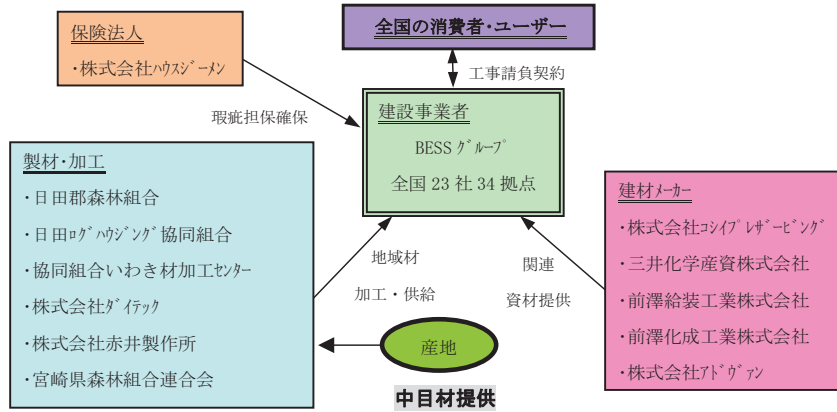 保険法人
・株式会社ﾊｳｽｼﾞｰﾒﾝ
全国の消費者・ユーザー
工事請負契約
瑕疵担保確保
建設事業者
BESS ｸﾞﾙｰﾌﾟ
全国 23 社 34 拠点
製材・加工
・日田郡森林組合
・日田ﾛｸﾞﾊｳｼﾞﾝｸﾞ協同組合
・協同組合いわき材加工ｾﾝﾀｰ
・株式会社ﾀﾞｲﾃｯｸ
・株式会社赤井製作所
・宮崎県森林組合連合会
地域材
加工・供給
関連
資材提供
建材ﾒｰｶｰ
・株式会社ｺｼｲﾌﾟﾚｻﾞｰﾋﾞﾝｸﾞ
・三井化学産資株式会社
・前澤給装工業株式会社
・前澤化成工業株式会社
・株式会社ｱﾄﾞｳﾞｧﾝ
産地
中目材提供